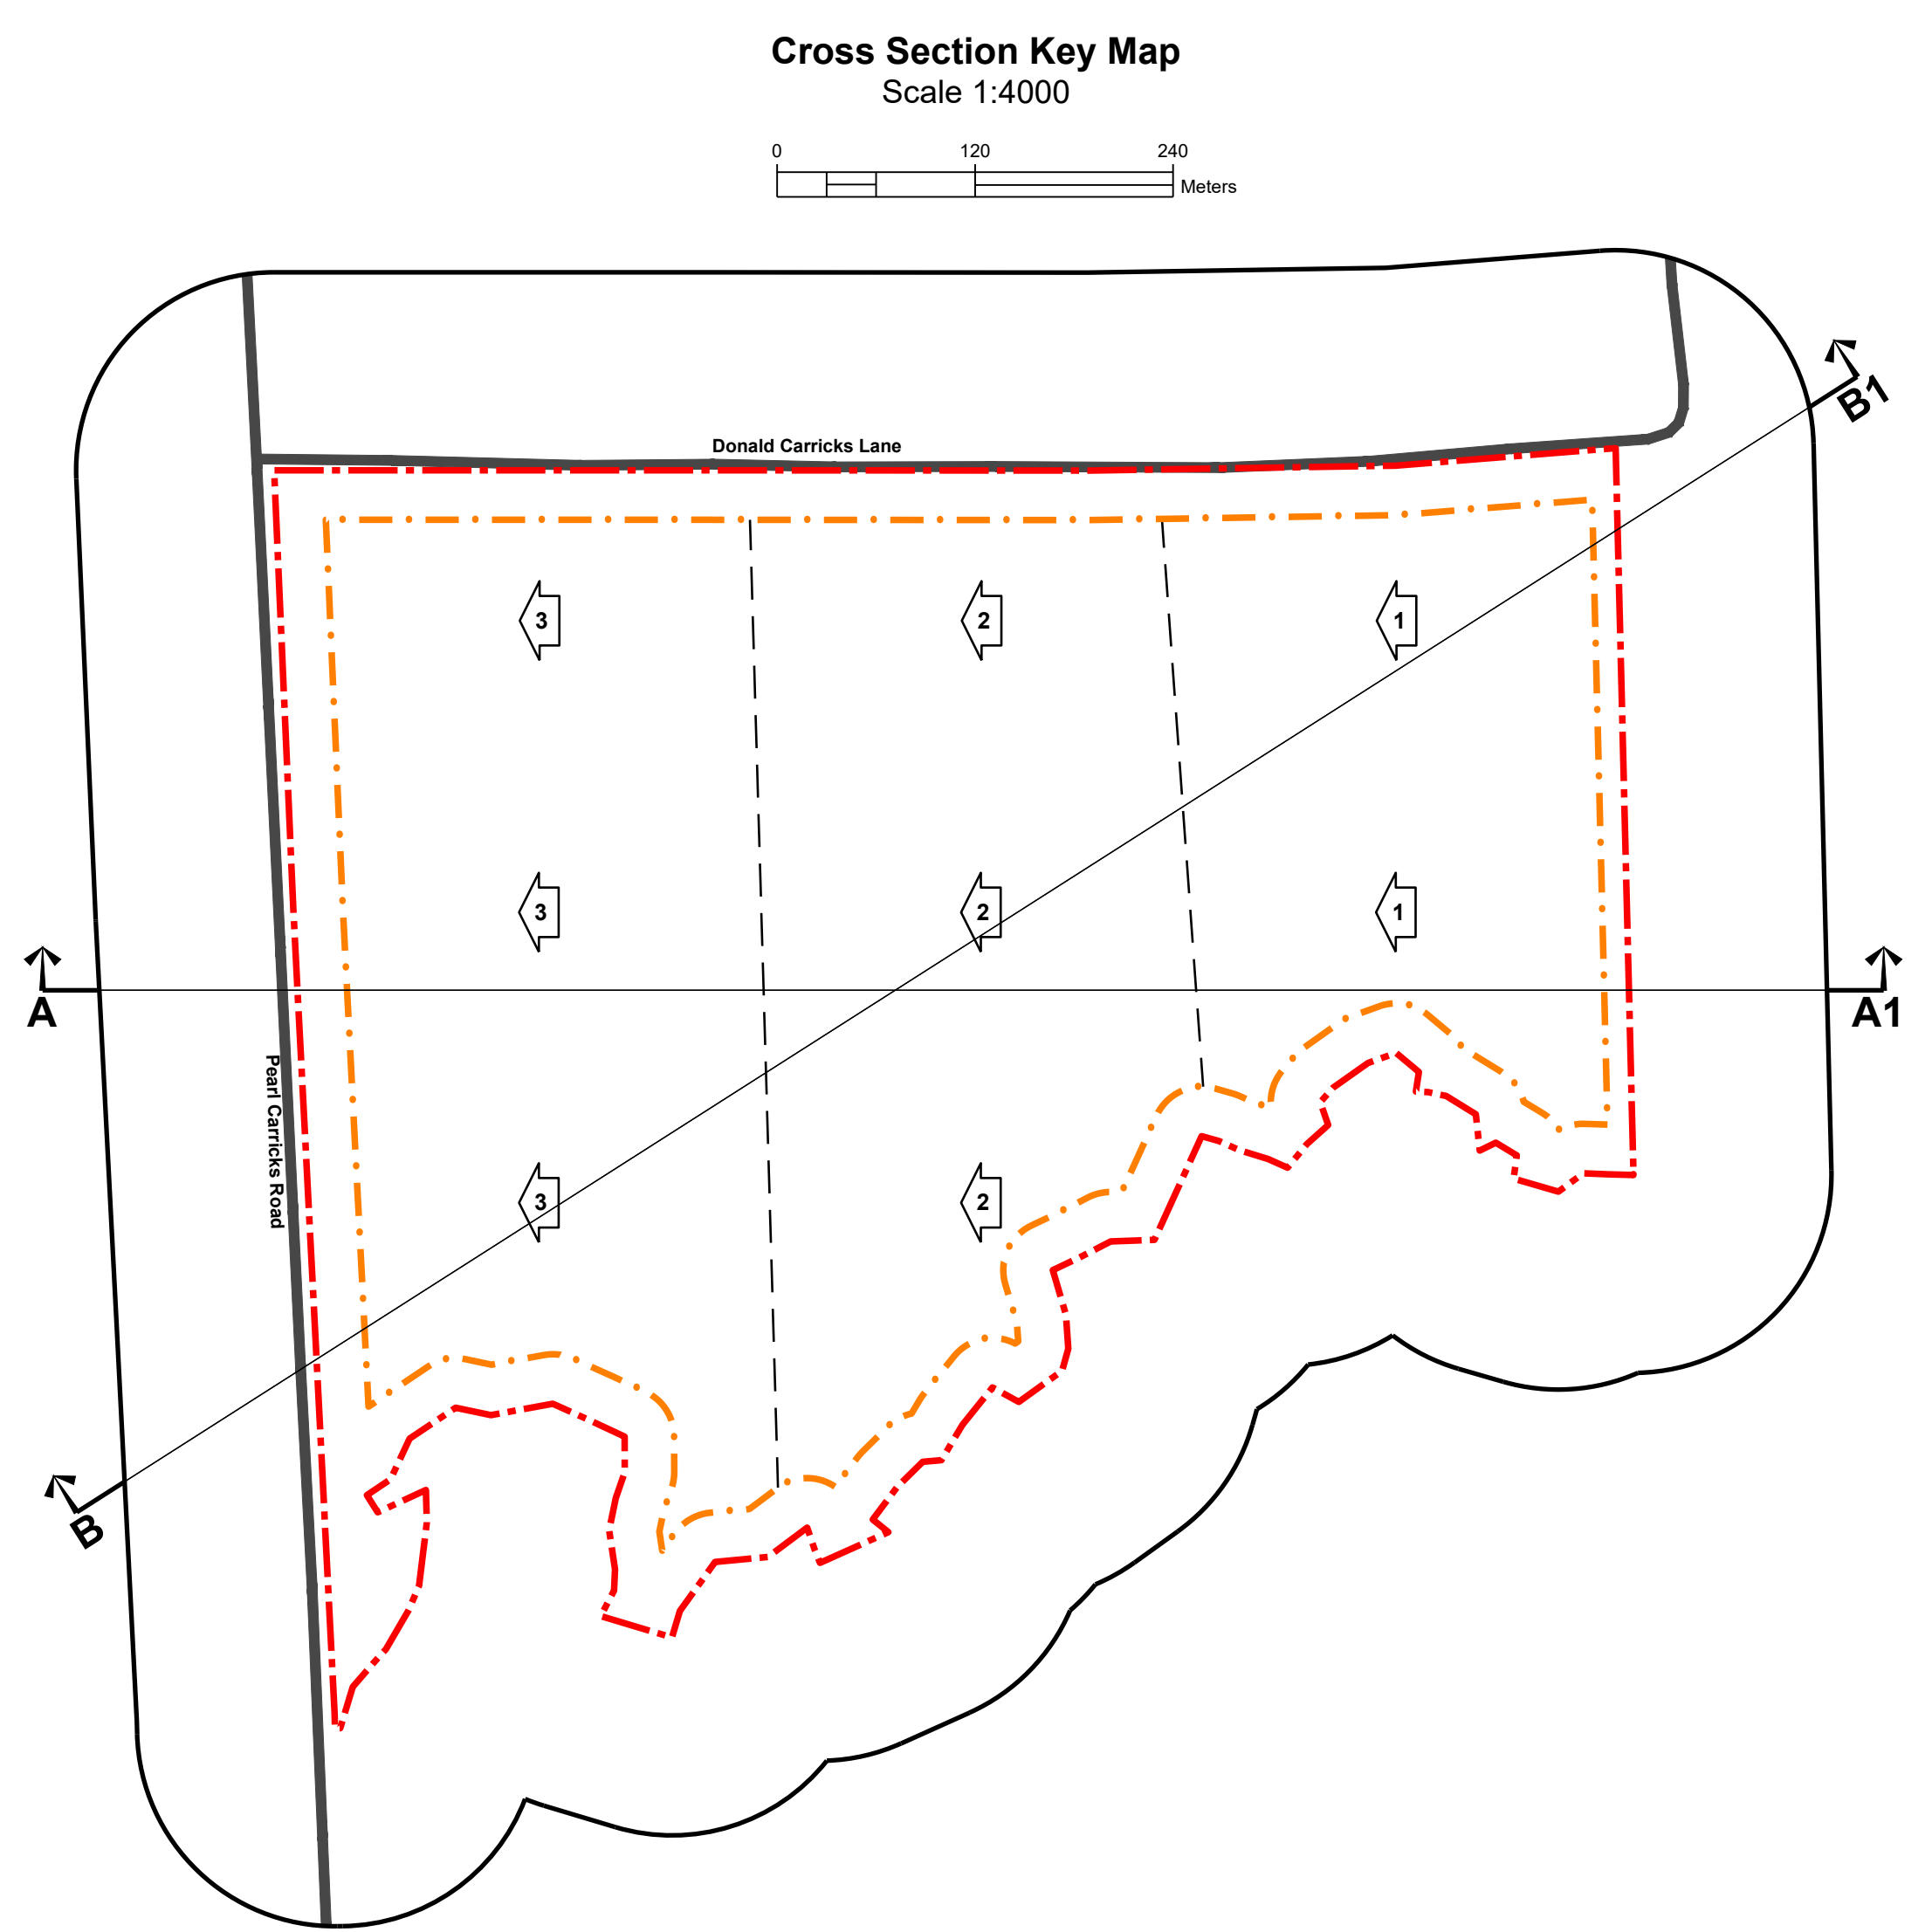 Cross Section Key Map
Scale 1:4000
0 120 240
Meters
B1
Donald Carricks Lane
3 2 1
3 2 1
A A1
Pearl Carricks Road
3 2
B